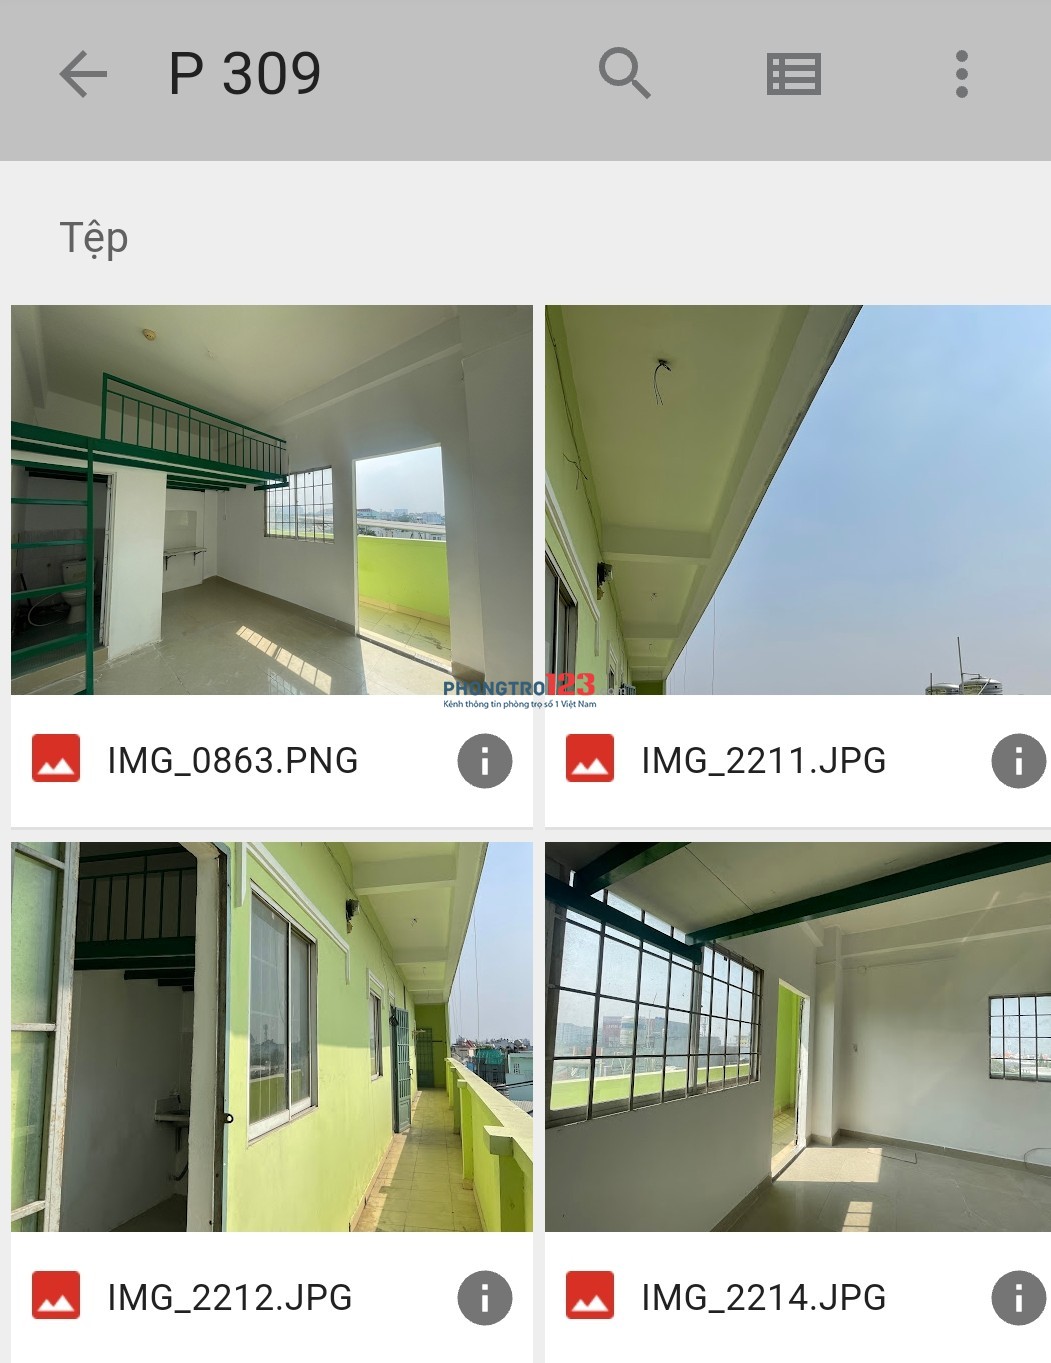 P 309
Tệp
PHONGTRO123
Kênh thông tin phòng trọ số 1 Việt Nam
IMG_0863.PNG
IMG_2211.JPG
IMG_2212.JPG
IMG_2214.JPG